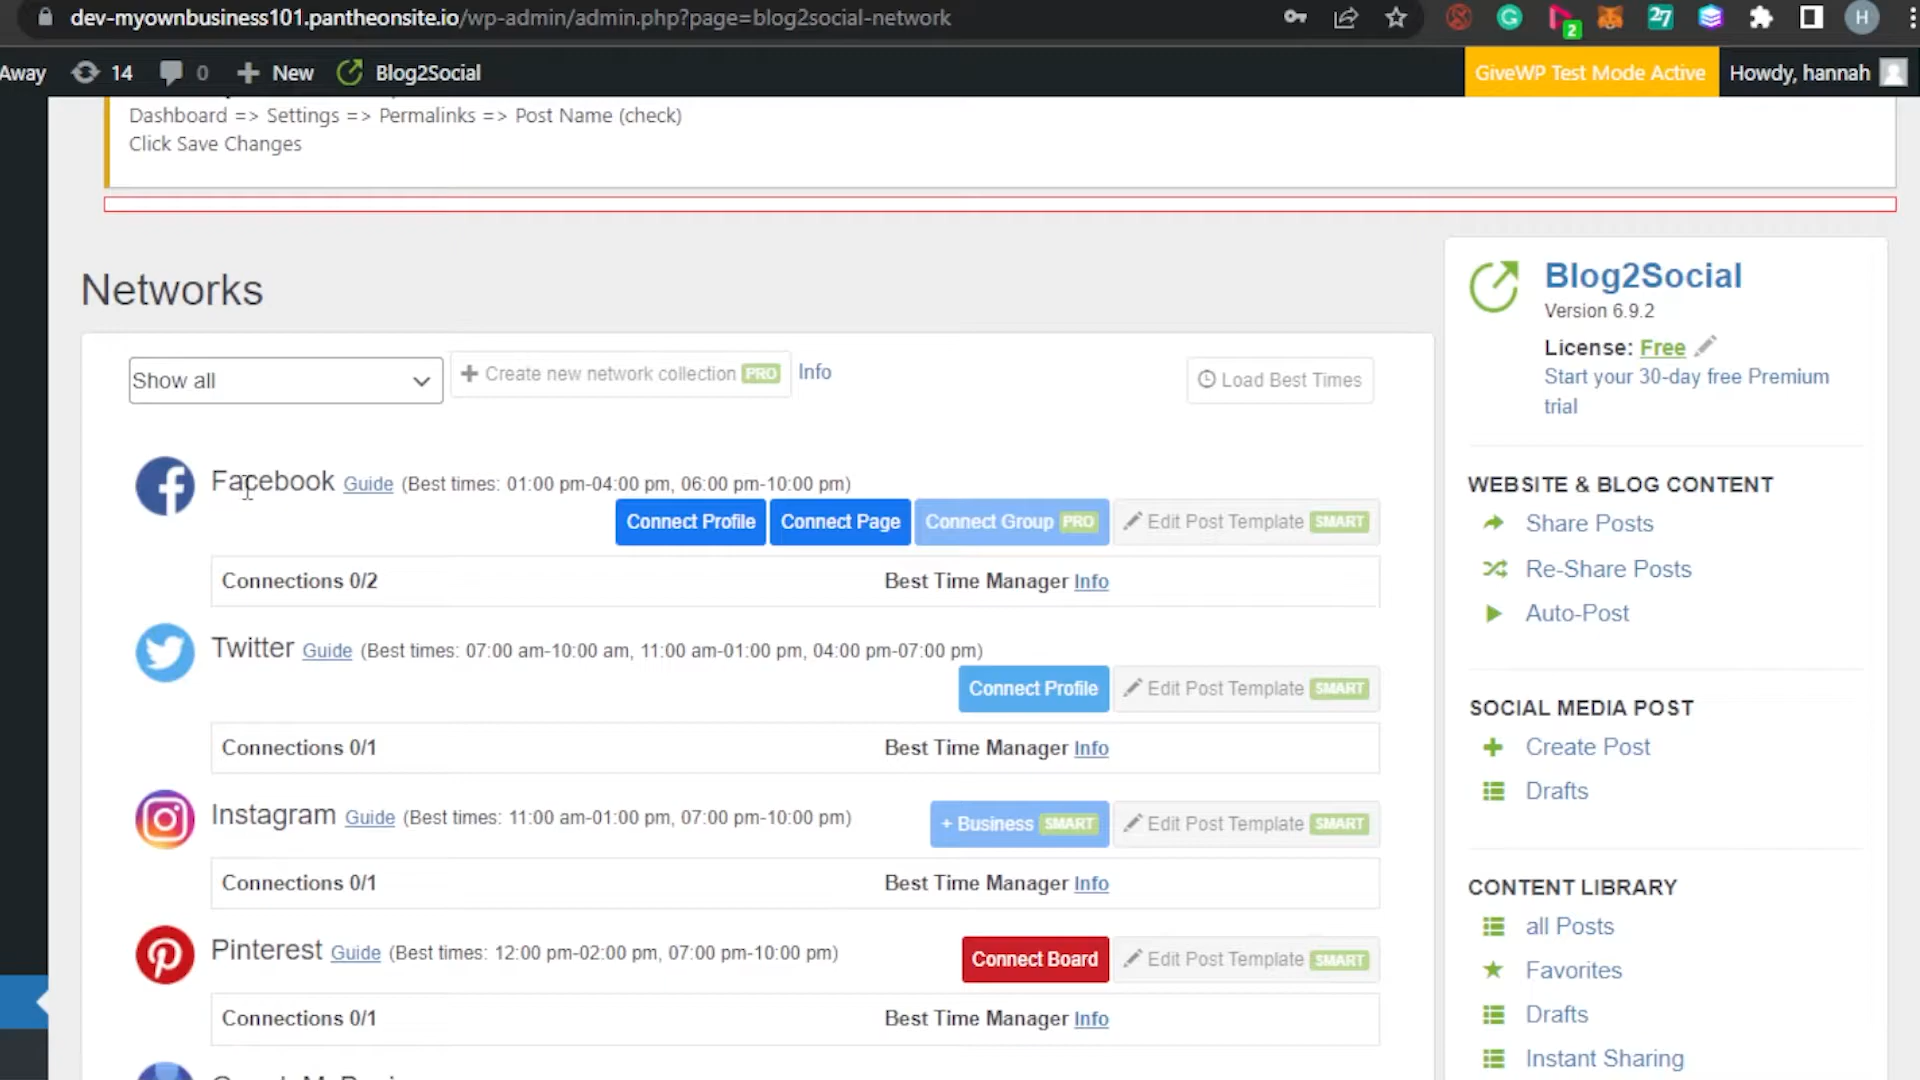 dev-myownbusiness101.pantheonsite.io/wp-admin/admin.php?page=blog2social-network
2
27
H
Away 14 0 New Blog2Social GiveWP Test Mode Active Howdy, hannah
Dashboard => Settings => Permalinks => Post Name (check)
Click Save Changes
Networks
Show all
Create new network collection PRO Info
Load Best Times
Facebook Guide (Best times: 01:00 pm-04:00 pm, 06:00 pm-10:00 pm)
Connect Profile Connect Page Connect Group PRO Edit Post Template SMART
Connections 0/2 Best Time Manager Info
Twitter Guide (Best times: 07:00 am-10:00 am, 11:00 am-01:00 pm, 04:00 pm-07:00 pm)
Connect Profile Edit Post Template SMART
Connections 0/1 Best Time Manager Info
Instagram Guide (Best times: 11:00 am-01:00 pm, 07:00 pm-10:00 pm)
+ Business SMART Edit Post Template SMART
Connections 0/1 Best Time Manager Info
Pinterest Guide (Best times: 12:00 pm-02:00 pm, 07:00 pm-10:00 pm)
Connect Board Edit Post Template SMART
Connections 0/1 Best Time Manager Info
Blog2Social
Version 6.9.2
License: Free
Start your 30-day free Premium
trial
WEBSITE & BLOG CONTENT
Share Posts
Re-Share Posts
Auto-Post
SOCIAL MEDIA POST
Create Post
Drafts
CONTENT LIBRARY
all Posts
Favorites
Drafts
Instant Sharing